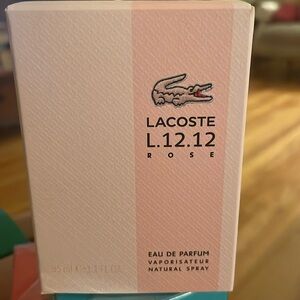 LACOSTE
L.12.12
ROSE
EAU DE PARFUM
VAPORISATEUR
NATURAL SPRAY